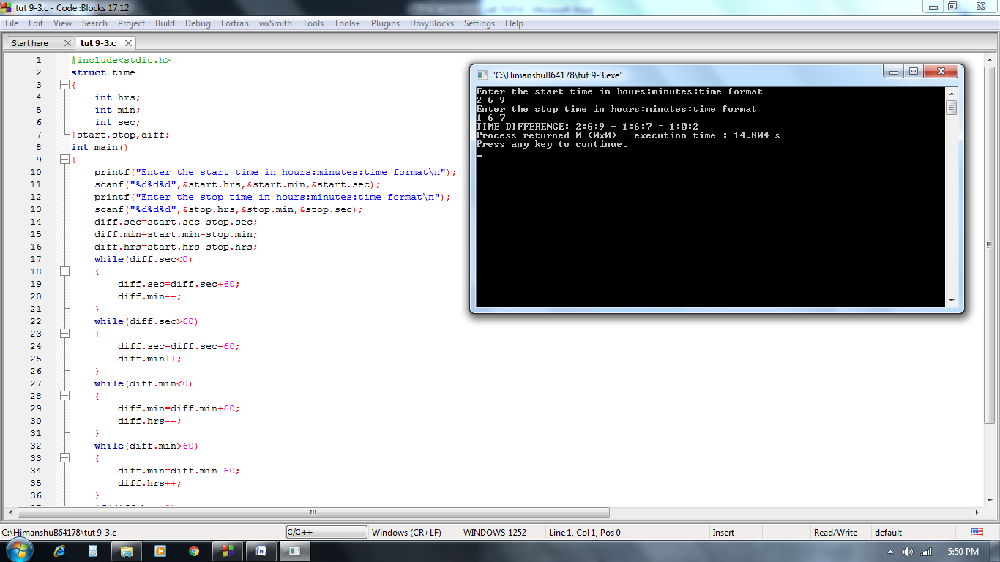 tut 9-3.c - Code::Blocks 17.12
File Edit View Search Project Build Debug Fortran wxSmith Tools Tools+ Plugins DoxyBlocks Settings Help
Start here tut 9-3.c
1 #include<stdio.h>
2 struct time
3 {
4 int hrs;
5 int min;
6 int sec;
7 }start,stop,diff;
8 int main()
9 {
10 printf("Enter the start time in hours:minutes:time format\n");
11 scanf("%d%d%d",&start.hrs,&start.min,&start.sec);
12 printf("Enter the stop time in hours:minutes:time format\n");
13 scanf("%d%d%d",&stop.hrs,&stop.min,&stop.sec);
14 diff.sec=start.sec-stop.sec;
15 diff.min=start.min-stop.min;
16 diff.hrs=start.hrs-stop.hrs;
17 while(diff.sec<0)
18 {
19 diff.sec=diff.sec+60;
20 diff.min--;
21 }
22 while(diff.sec>60)
23 {
24 diff.sec=diff.sec-60;
25 diff.min++;
26 }
27 while(diff.min<0)
28 {
29 diff.min=diff.min+60;
30 diff.hrs--;
31 }
32 while(diff.min>60)
33 {
34 diff.min=diff.min-60;
35 diff.hrs++;
36 }
"C:\HimanshuB64178\tut 9-3.exe"
Enter the start time in hours:minutes:time format
2 6 9
Enter the stop time in hours:minutes:time format
1 6 7
TIME DIFFERENCE: 2:6:9 - 1:6:7 = 1:0:2
Process returned 0 (0x0) execution time : 14.804 s
Press any key to continue.
C:\HimanshuB64178\tut 9-3.c C/C++ Windows (CR+LF) WINDOWS-1252 Line 1, Col 1, Pos 0 Insert Read/Write default
5:50 PM